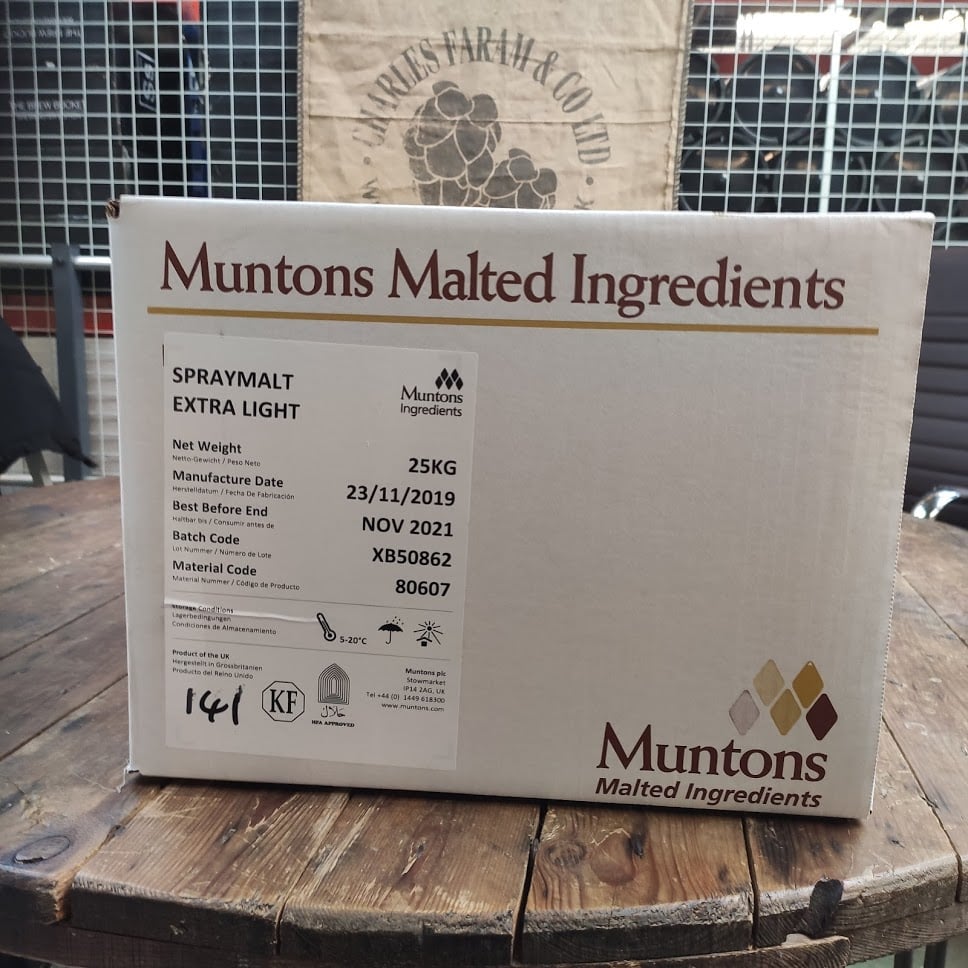 CHARLES FARAM & CO LTD
THE BREW BUCKET
Muntons Malted Ingredients
SPRAYMALT
EXTRA LIGHT
Muntons
Ingredients
Net Weight
Netto-Gewicht / Peso Neto
25KG
Manufacture Date
Herstelldatum / Fecha De Fabricación
23/11/2019
Best Before End
Haltbar bis / Consumir antes de
NOV 2021
Batch Code
Lot Nummer / Número de Lote
XB50862
Material Code
Material Nummer / Código de Producto
80607
Storage Conditions
Lagerbedingungen
Condiciones de Almacenamiento
5-20°C
Product of the UK
Hergestellt in Grossbritanien
Producto del Reino Unido
141
KF
حلال
HFA APPROVED
Muntons plc
Stowmarket
IP14 2AG, UK
Tel +44 (0) 1449 618300
www.muntons.com
Muntons
Malted Ingredients